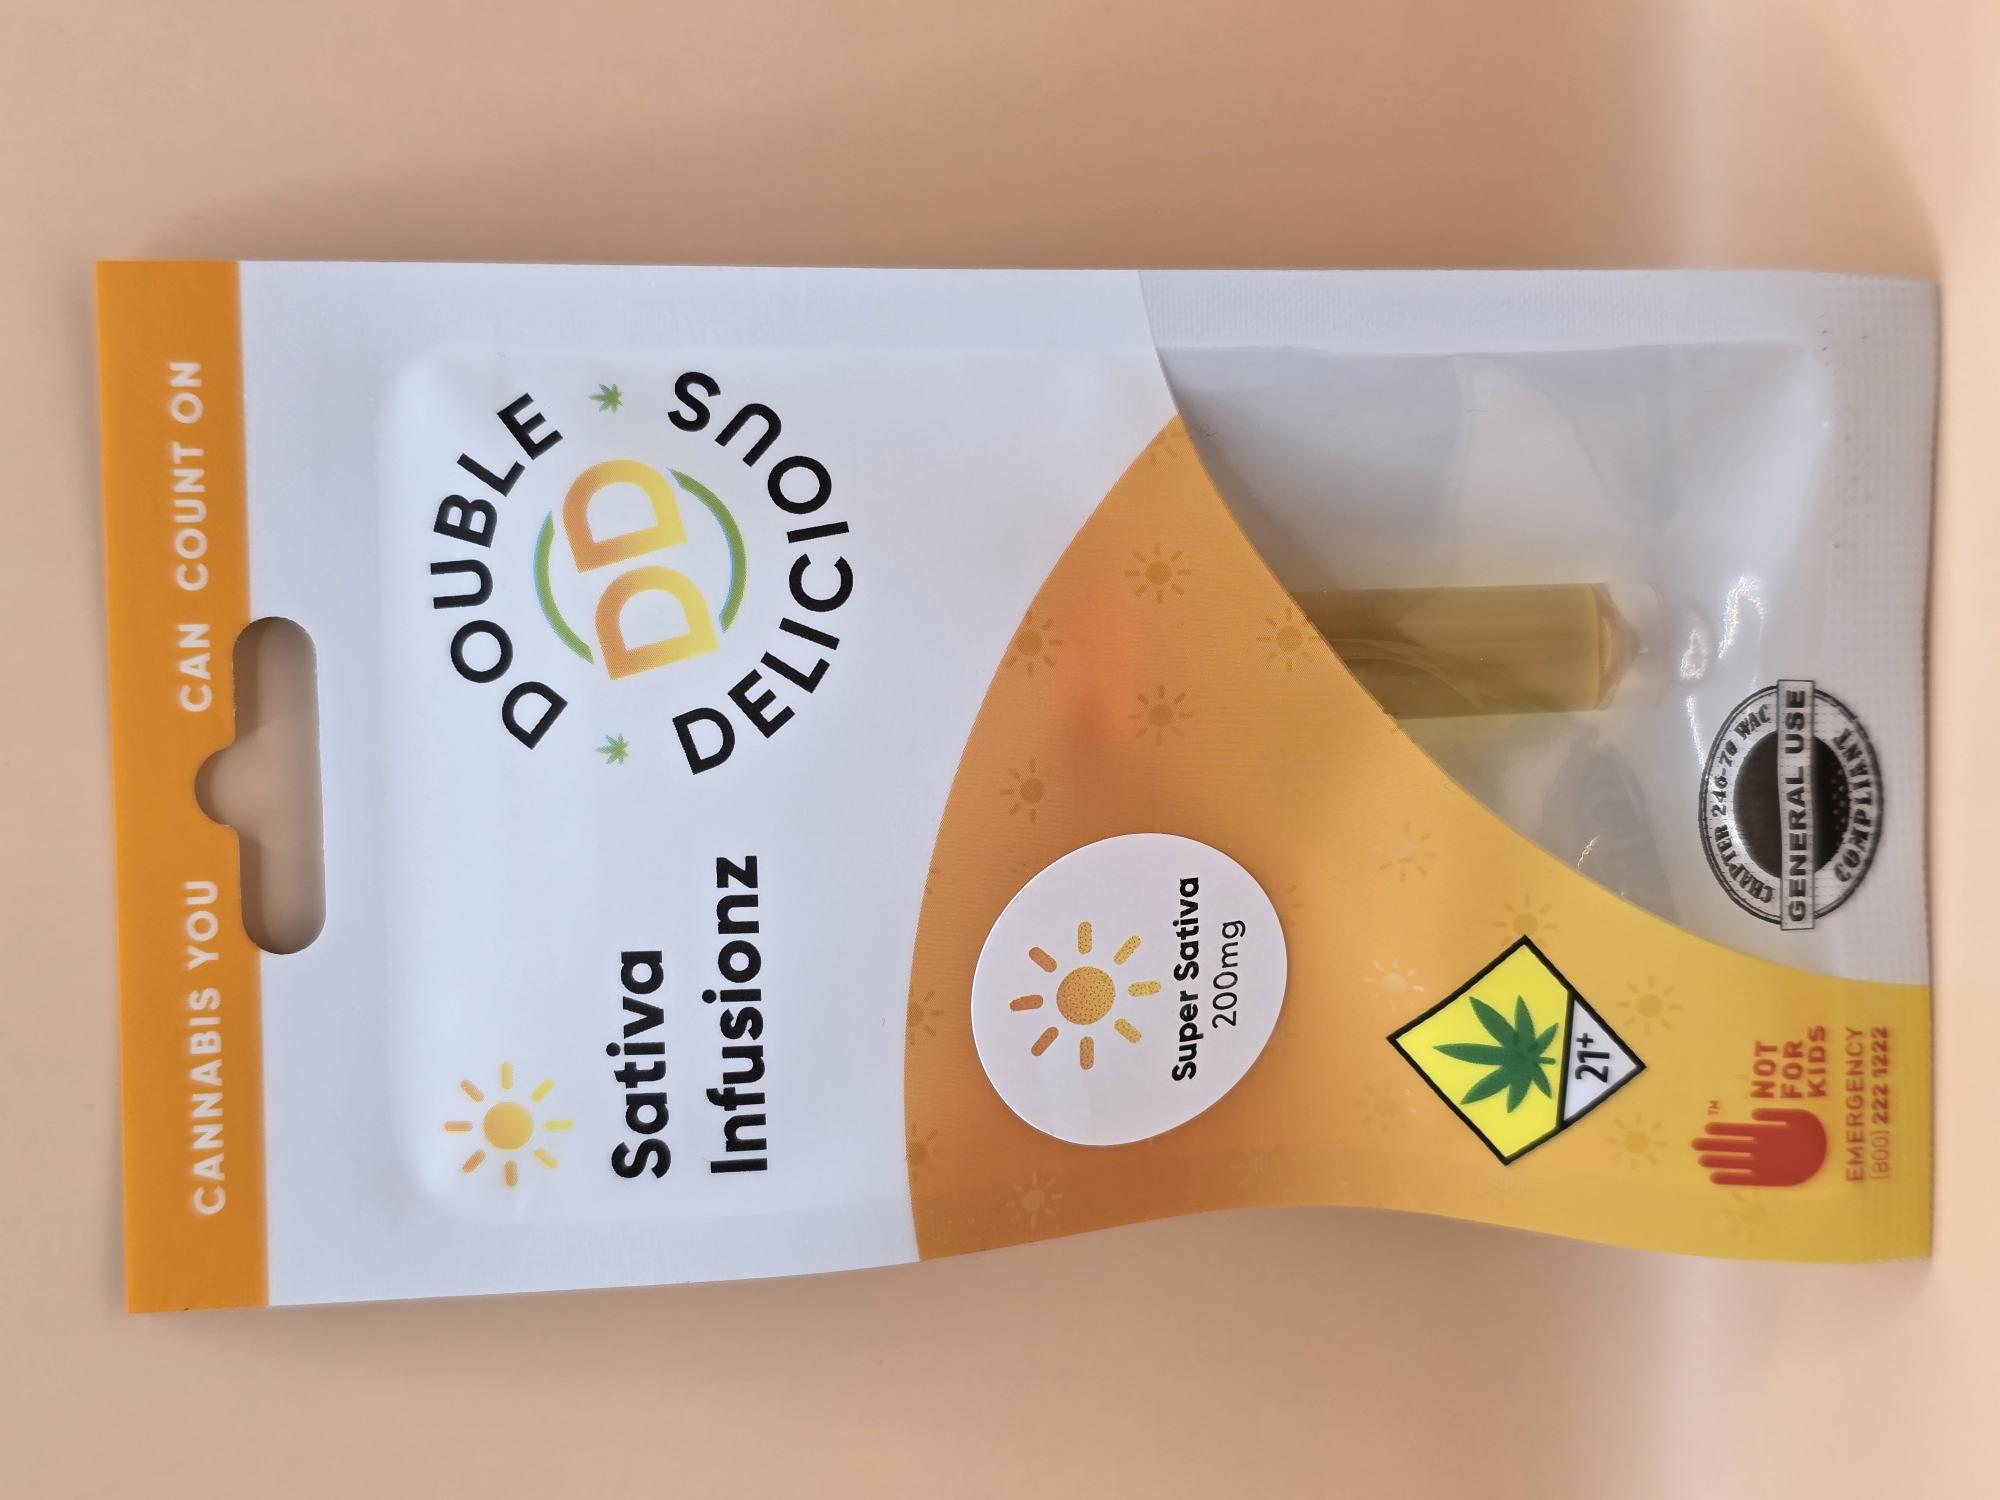 CANNABIS YOU CAN COUNT ON
DOUBLE
DD
DELICIOUS
Sativa
Infusionz
Super Sativa
200mg
21+
NOT
FOR
KIDS
TM
EMERGENCY
(800) 222 1222
CHAPTER 246-70 WAC
GENERAL USE
COMPLIANT